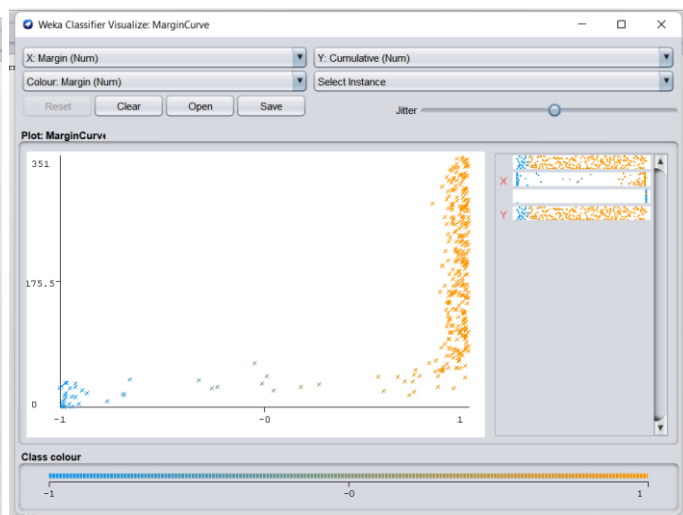 Weka Classifier Visualize: MarginCurve
X: Margin (Num)
Y: Cumulative (Num)
Colour: Margin (Num)
Select Instance
Reset
Clear
Open
Save
Jitter
Plot: MarginCurve
351
175.5
0
-1
-0
1
X
Y
Class colour
-1
-0
1